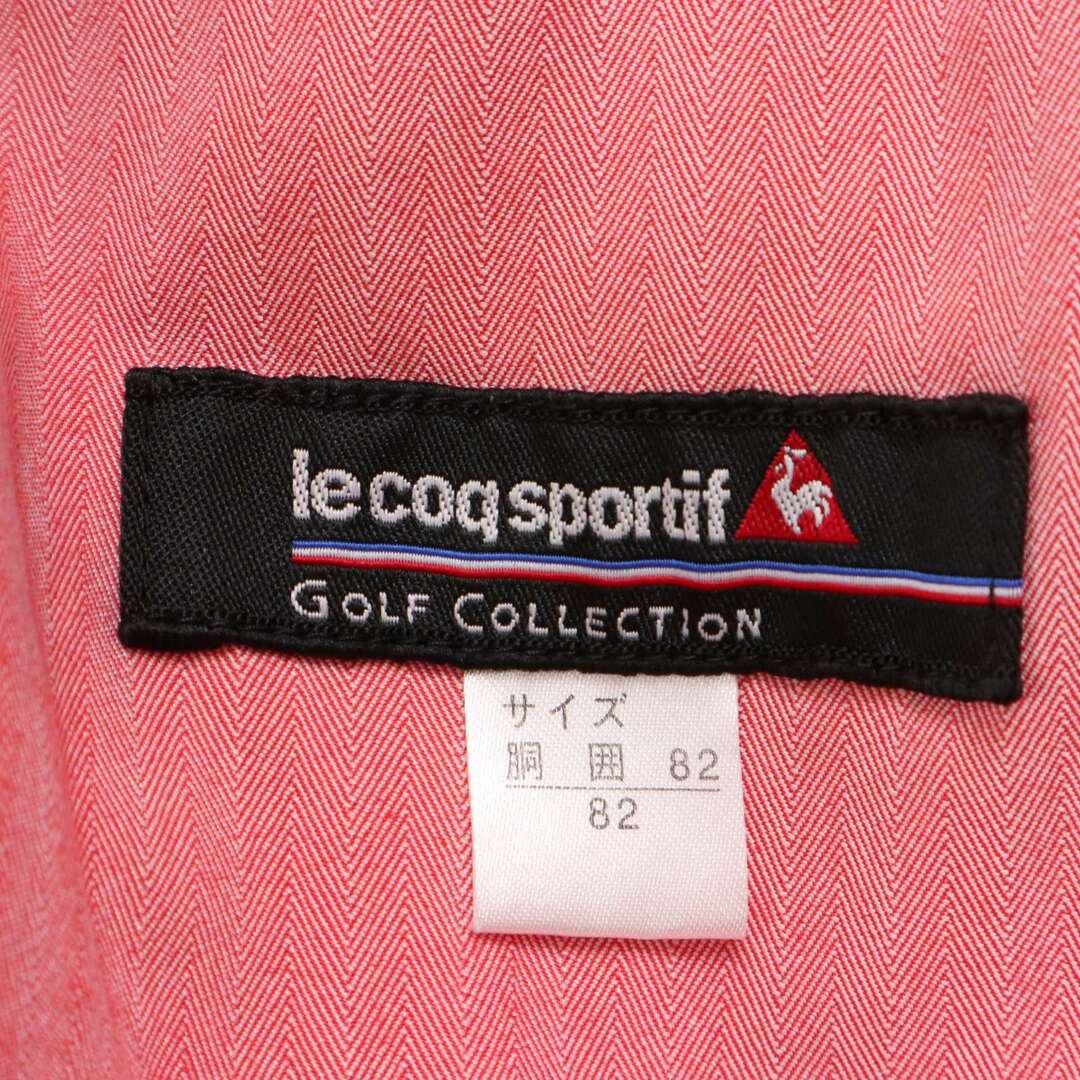 le coq sportif
GOLF COLLECTION
サイズ
胴囲 82
82